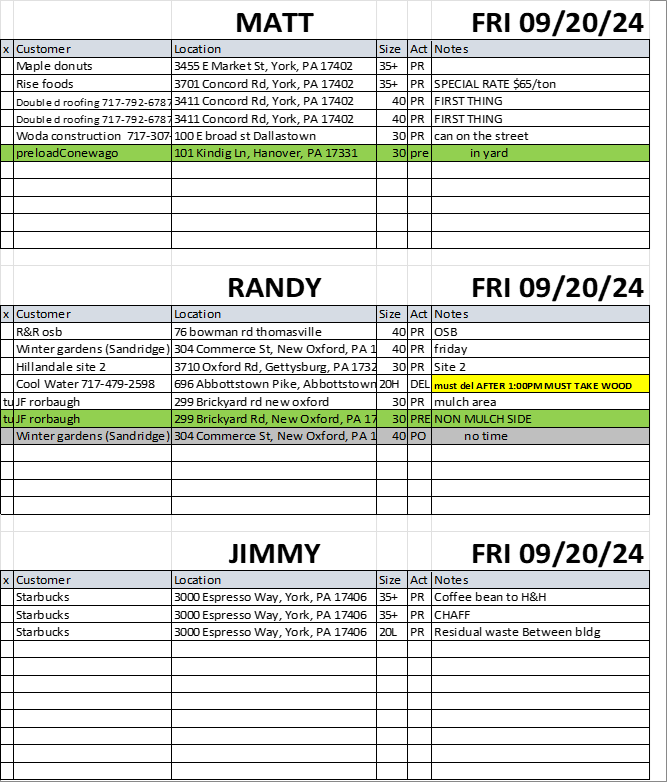 MATT FRI 09/20/24
x Customer Location Size Act Notes
Maple donuts 3455 E Market St, York, PA 17402 35+ PR
Rise foods 3701 Concord Rd, York, PA 17402 35+ PR SPECIAL RATE $65/ton
Double d roofing 717-792-6787 3411 Concord Rd, York, PA 17402 40 PR FIRST THING
Double d roofing 717-792-6787 3411 Concord Rd, York, PA 17402 40 PR FIRST THING
Woda construction 717-307- 100 E broad st Dallastown 30 PR can on the street
preloadConewago 101 Kindig Ln, Hanover, PA 17331 30 pre in yard
RANDY FRI 09/20/24
x Customer Location Size Act Notes
R&R osb 76 bowman rd thomasville 40 PR OSB
Winter gardens (Sandridge) 304 Commerce St, New Oxford, PA 1 40 PR friday
Hillandale site 2 3710 Oxford Rd, Gettysburg, PA 1732 30 PR Site 2
Cool Water 717-479-2598 696 Abbottstown Pike, Abbottstown 20H DEL must del AFTER 1:00PM MUST TAKE WOOD
tu JF rorbaugh 299 Brickyard rd new oxford 30 PR mulch area
tu JF rorbaugh 299 Brickyard Rd, New Oxford, PA 17 30 PRE NON MULCH SIDE
Winter gardens (Sandridge) 304 Commerce St, New Oxford, PA 1 40 PO no time
JIMMY FRI 09/20/24
x Customer Location Size Act Notes
Starbucks 3000 Espresso Way, York, PA 17406 35+ PR Coffee bean to H&H
Starbucks 3000 Espresso Way, York, PA 17406 35+ PR CHAFF
Starbucks 3000 Espresso Way, York, PA 17406 20L PR Residual waste Between bldg